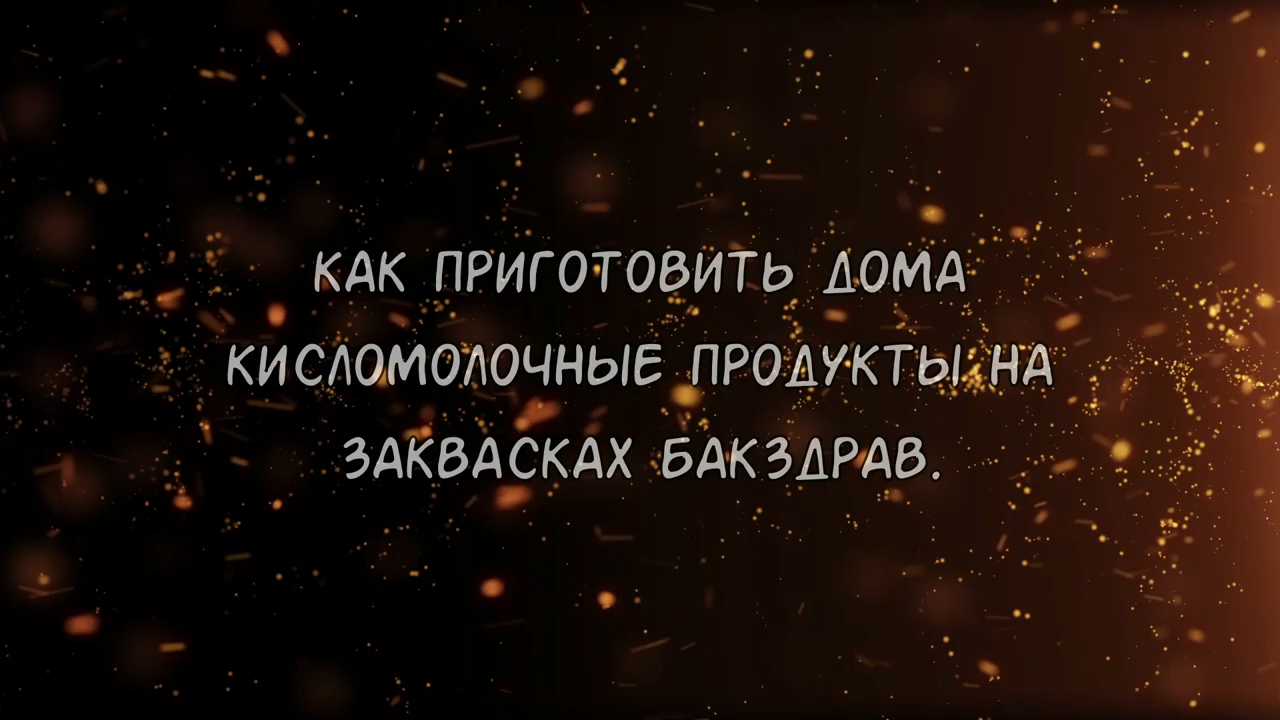 КАК ПРИГОТОВИТЬ ДОМА
КИСЛОМОЛОЧНЫЕ ПРОДУКТЫ НА
ЗАКВАСКАХ БАКЗДРАВ.